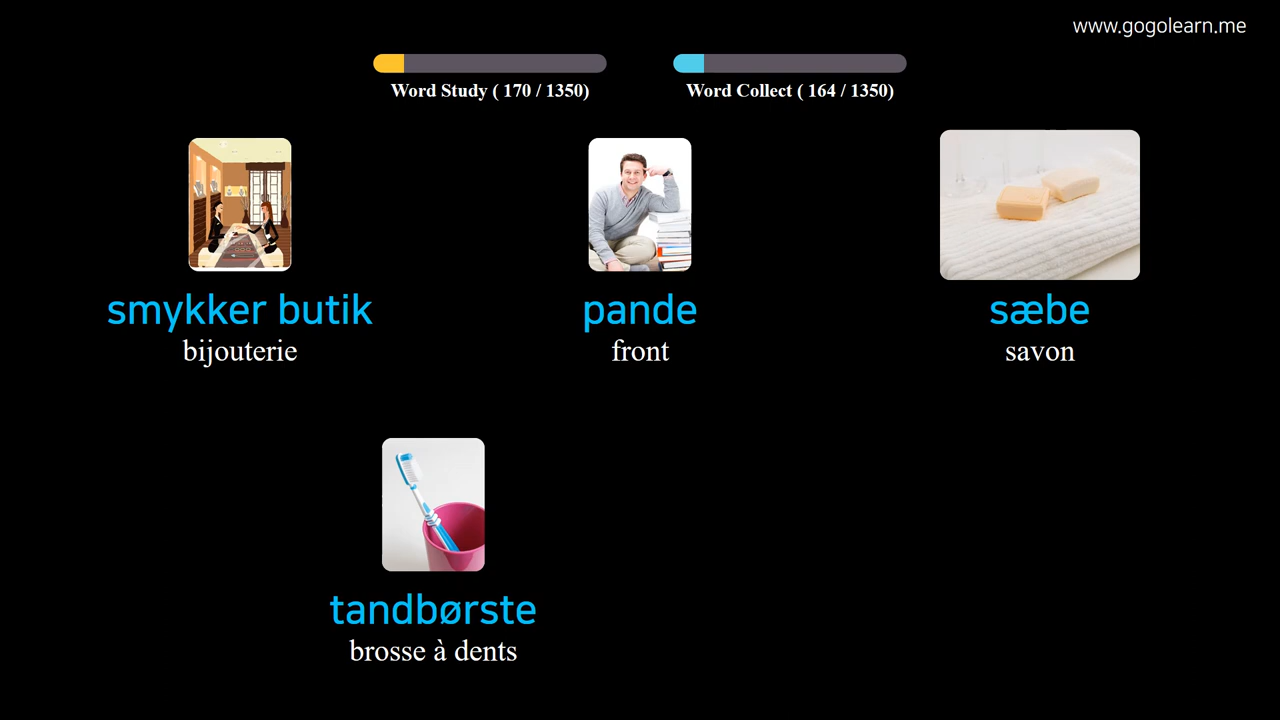 www.gogolearn.me
Word Study ( 170 / 1350)
Word Collect ( 164 / 1350)
smykker butik
bijouterie
pande
front
sæbe
savon
tandbørste
brosse à dents